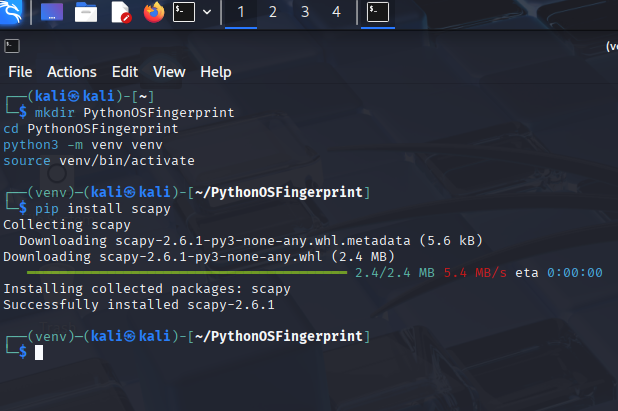 1 2 3 4
(v
File Actions Edit View Help
┌──(kali㉿kali)-[~]
└─$ mkdir PythonOSFingerprint
cd PythonOSFingerprint
python3 -m venv venv
source venv/bin/activate
┌──(venv)─(kali㉿kali)-[~/PythonOSFingerprint]
└─$ pip install scapy
Collecting scapy
  Downloading scapy-2.6.1-py3-none-any.whl.metadata (5.6 kB)
Downloading scapy-2.6.1-py3-none-any.whl (2.4 MB)
━━━━━━━━━━━━━━━━━━━━━━━━━━━━━━━━━━━━━━━━ 2.4/2.4 MB 5.4 MB/s eta 0:00:00
Installing collected packages: scapy
Successfully installed scapy-2.6.1
┌──(venv)─(kali㉿kali)-[~/PythonOSFingerprint]
└─$